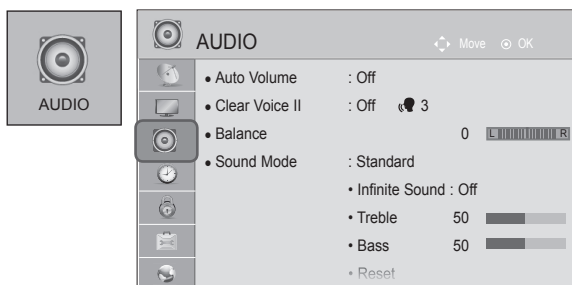 AUDIO
AUDIO Move OK
• Auto Volume : Off
• Clear Voice II : Off 3
• Balance 0 L R
• Sound Mode : Standard
• Infinite Sound : Off
• Treble 50
• Bass 50
• Reset